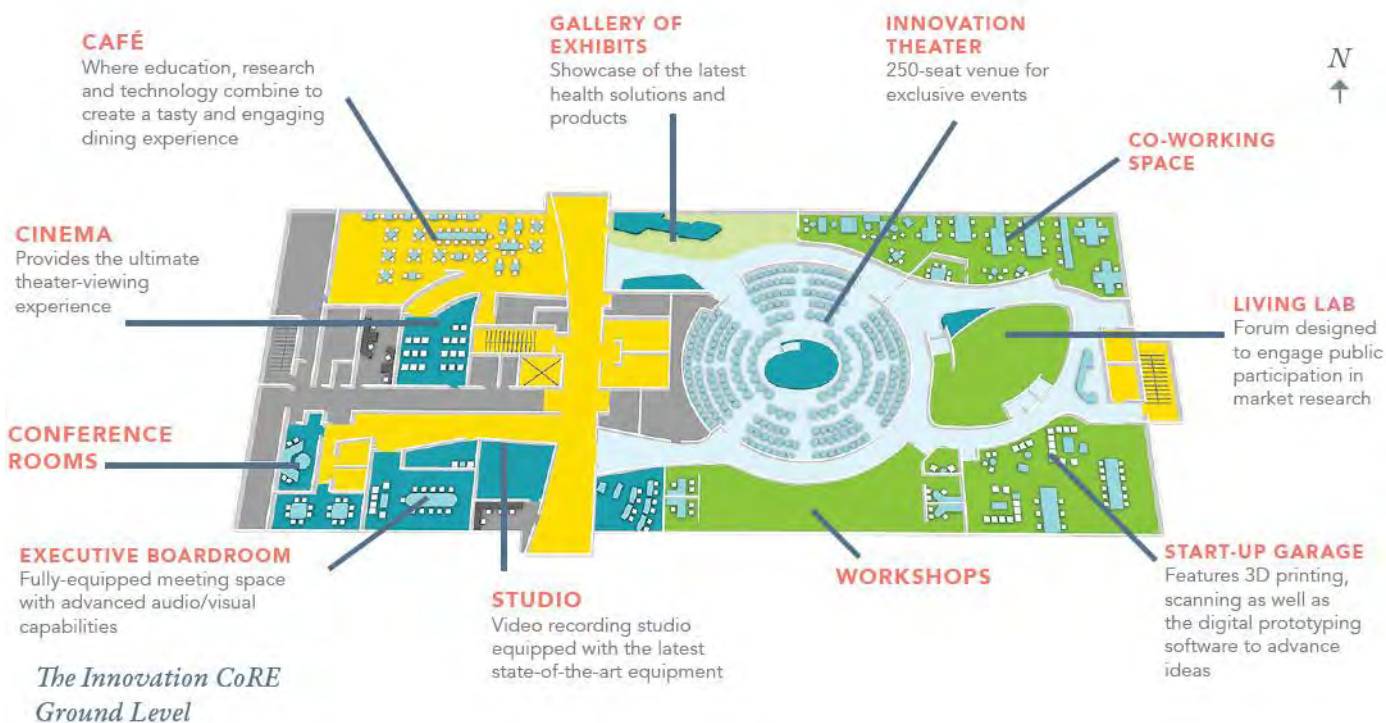 CAFÉ
Where education, research
and technology combine to
create a tasty and engaging
dining experience
GALLERY OF
EXHIBITS
Showcase of the latest
health solutions and
products
INNOVATION
THEATER
250-seat venue for
exclusive events
N
CO-WORKING
SPACE
CINEMA
Provides the ultimate
theater-viewing
experience
LIVING LAB
Forum designed
to engage public
participation in
market research
CONFERENCE
ROOMS
EXECUTIVE BOARDROOM
Fully-equipped meeting space
with advanced audio/visual
capabilities
STUDIO
Video recording studio
equipped with the latest
state-of-the-art equipment
WORKSHOPS
START-UP GARAGE
Features 3D printing,
scanning as well as
the digital prototyping
software to advance
ideas
The Innovation CoRE
Ground Level